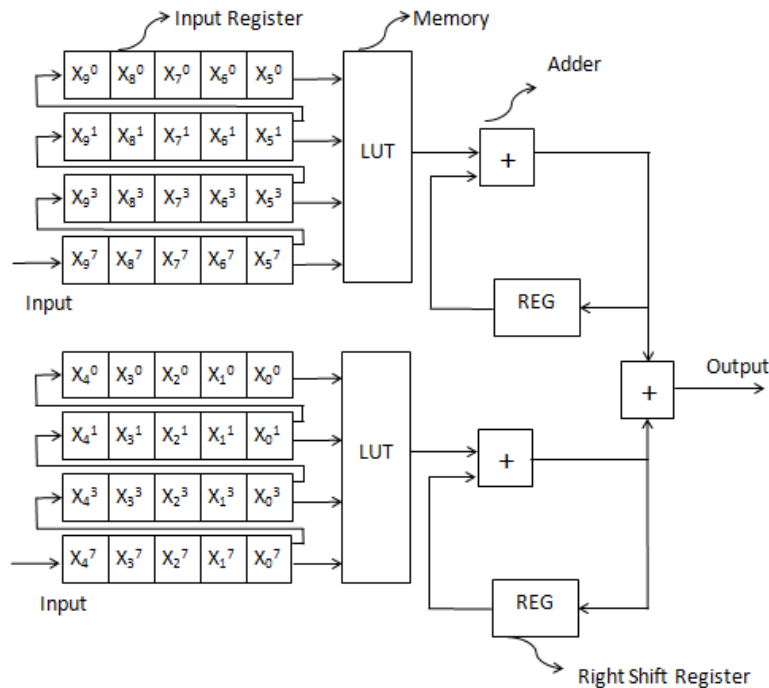 Input Register
Memory
Adder
X₉⁰ X₈⁰ X₇⁰ X₆⁰ X₅⁰
X₉¹ X₈¹ X₇¹ X₆¹ X₅¹
LUT
+
X₉³ X₈³ X₇³ X₆³ X₅³
X₉⁷ X₈⁷ X₇⁷ X₆⁷ X₅⁷
Input
REG
X₄⁰ X₃⁰ X₂⁰ X₁⁰ X₀⁰
+
Output
X₄¹ X₃¹ X₂¹ X₁¹ X₀¹
LUT
+
X₄³ X₃³ X₂³ X₁³ X₀³
X₄⁷ X₃⁷ X₂⁷ X₁⁷ X₀⁷
Input
REG
Right Shift Register